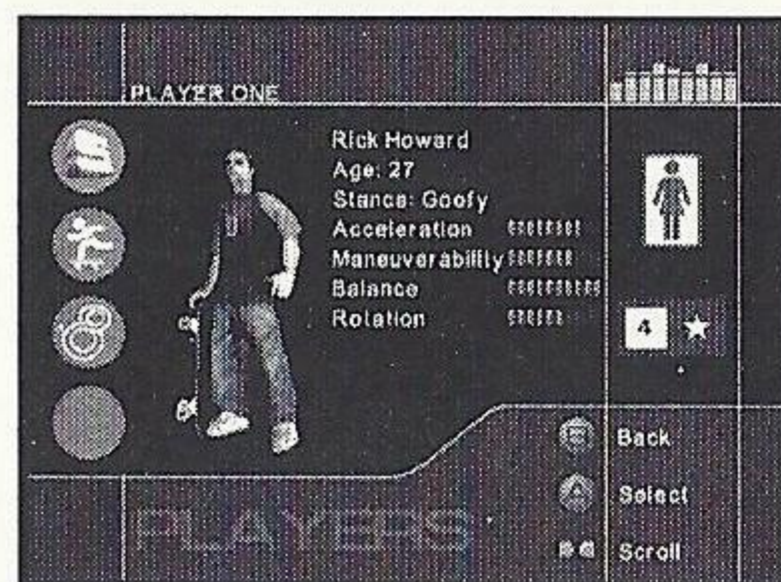 PLAYER ONE
Rick Howard
Age: 27
Stance: Goofy
Acceleration
Maneuverability
Balance
Rotation
4
Back
Select
PLAYERS
Scroll